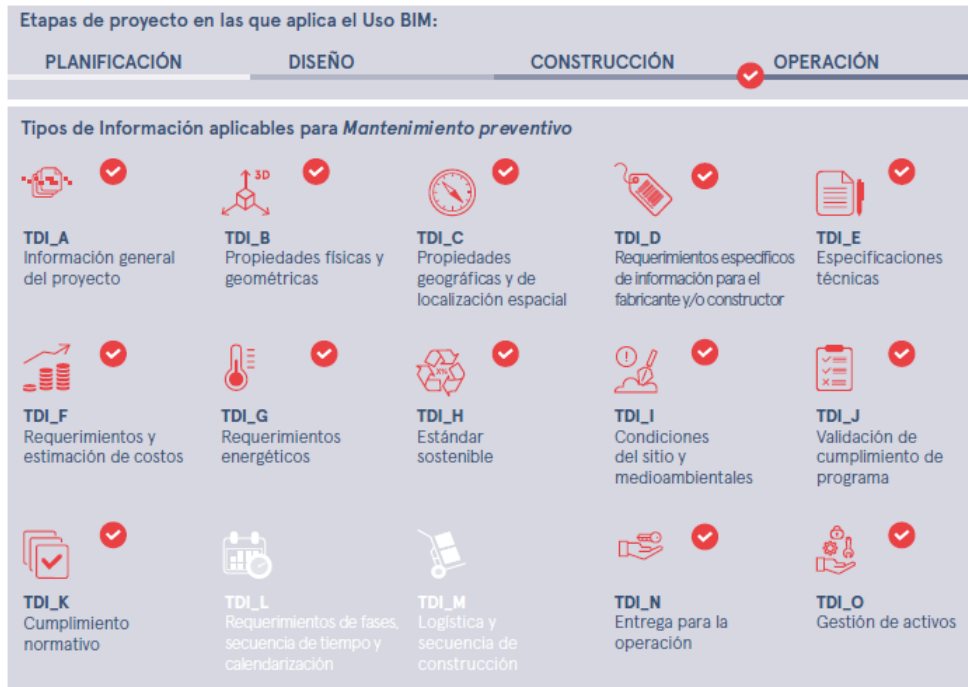 Etapas de proyecto en las que aplica el Uso BIM:
PLANIFICACIÓN
DISEÑO
CONSTRUCCIÓN
OPERACIÓN
Tipos de Información aplicables para Mantenimiento preventivo
3D
TDI_A
Información general
del proyecto
TDI_B
Propiedades físicas y
geométricas
TDI_C
Propiedades
geográficas y de
localización espacial
TDI_D
Requerimientos específicos
de información para el
fabricante y/o constructor
TDI_E
Especificaciones
técnicas
X%
TDI_F
Requerimientos y
estimación de costos
TDI_G
Requerimientos
energéticos
TDI_H
Estándar
sostenible
TDI_I
Condiciones
del sitio y
medioambientales
TDI_J
Validación de
cumplimiento de
programa
TDI_K
Cumplimiento
normativo
TDI_L
Requerimientos de fases,
secuencia de tiempo y
calendarización
TDI_M
Logística y
secuencia de
construcción
TDI_N
Entrega para la
operación
TDI_O
Gestión de activos